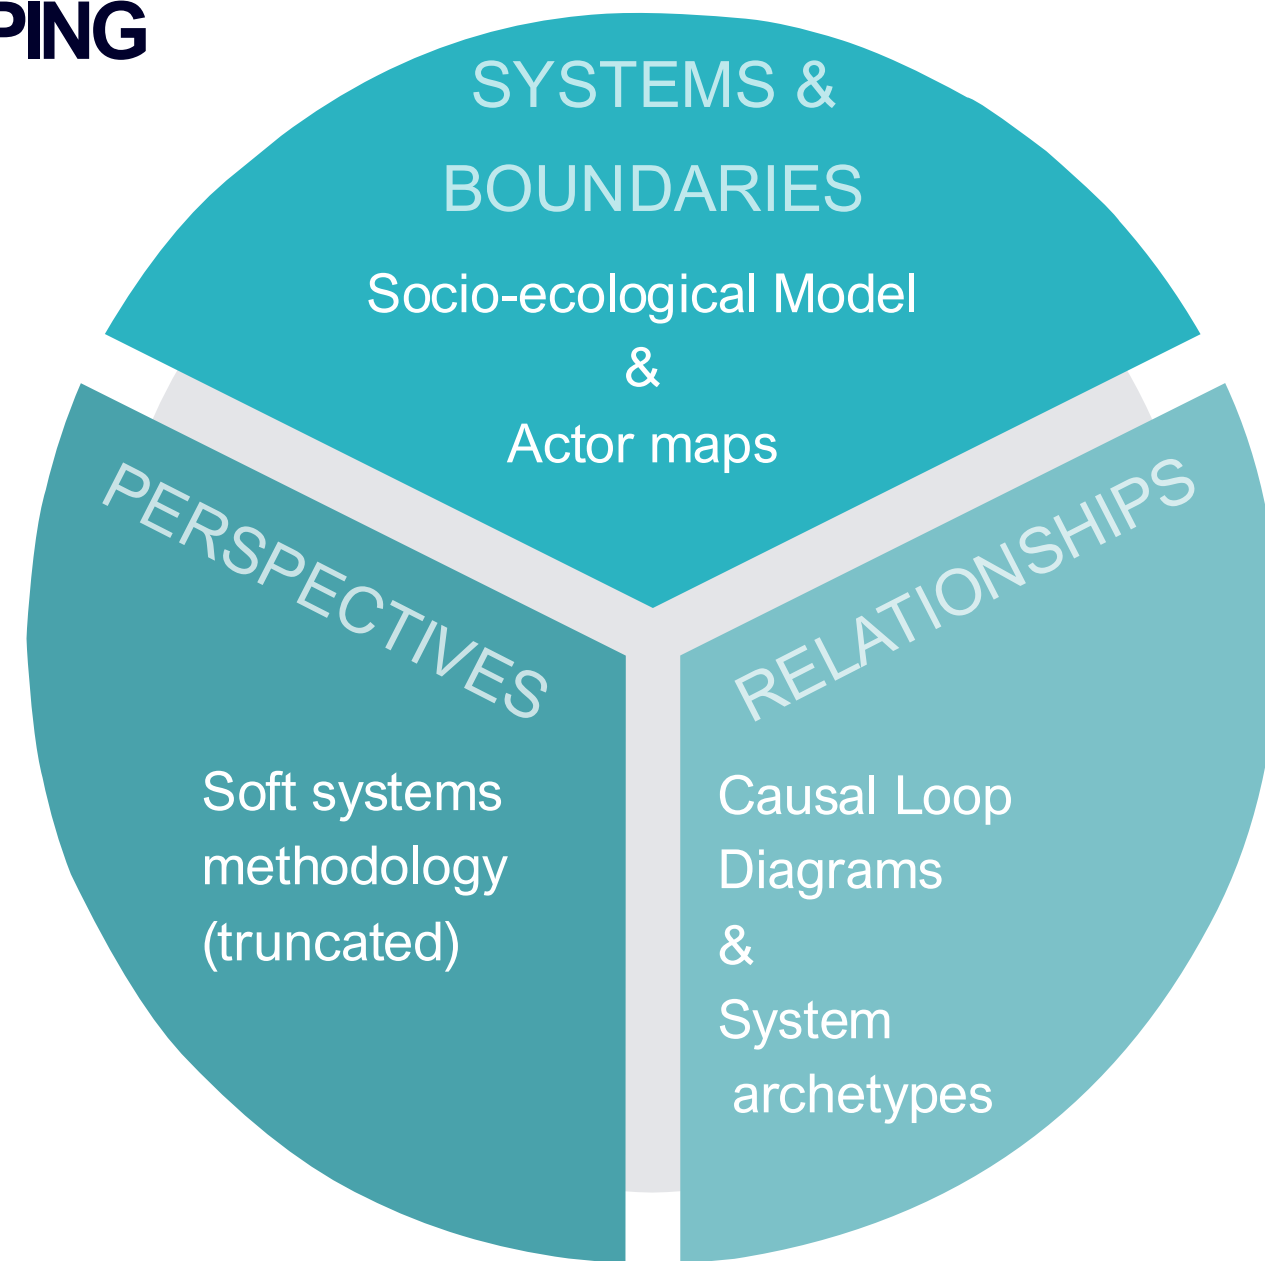 PING
SYSTEMS &
BOUNDARIES
Socio-ecological Model
&
Actor maps
PERSPECTIVES
Soft systems
methodology
(truncated)
RELATIONSHIPS
Causal Loop
Diagrams
&
System
archetypes